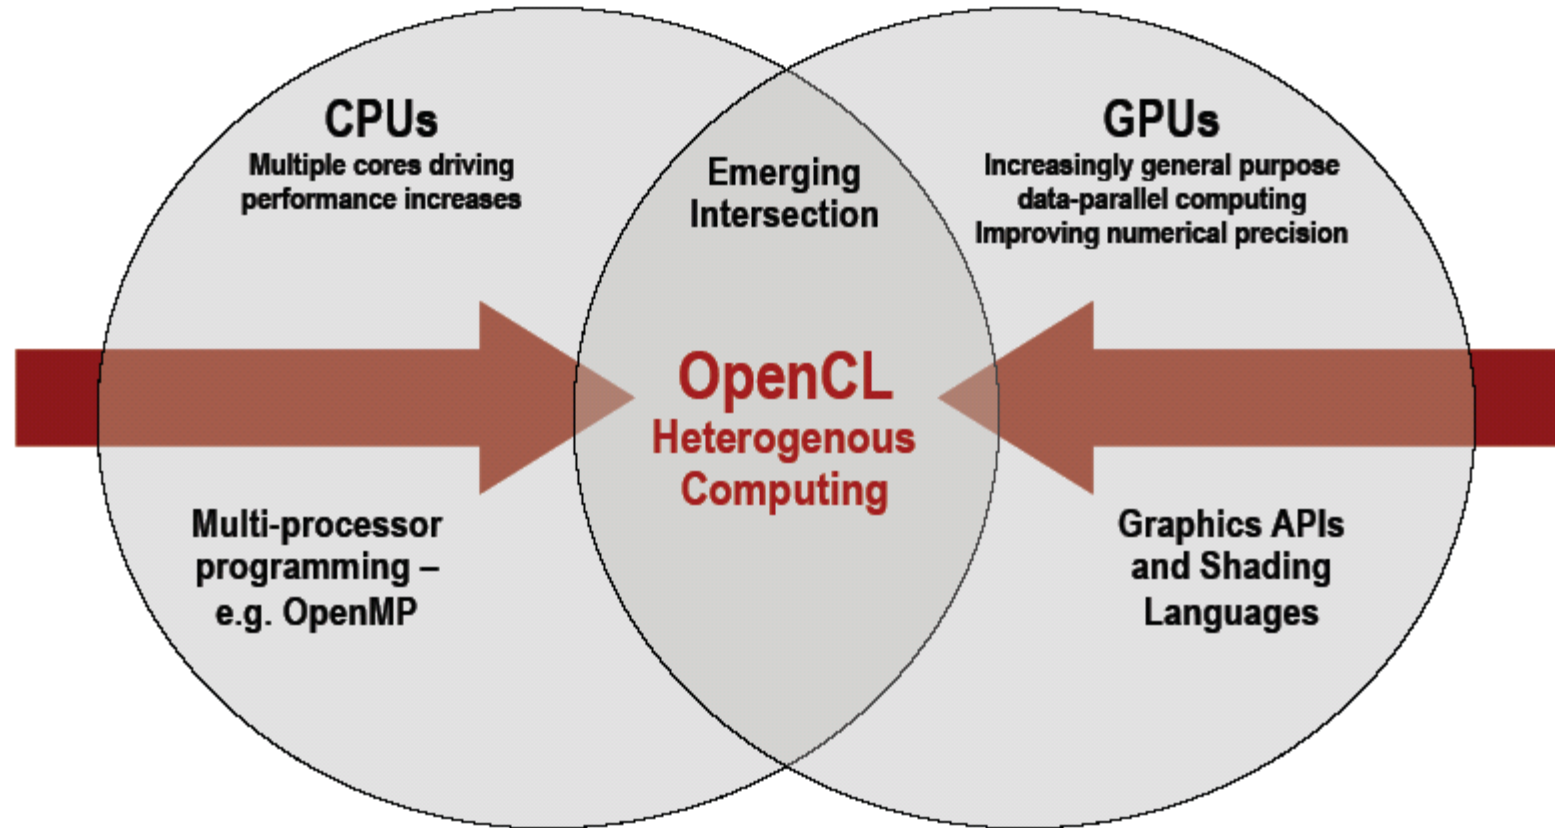 CPUs
Multiple cores driving
performance increases
Multi-processor
programming –
e.g. OpenMP
Emerging
Intersection
OpenCL
Heterogenous
Computing
GPUs
Increasingly general purpose
data-parallel computing
Improving numerical precision
Graphics APIs
and Shading
Languages